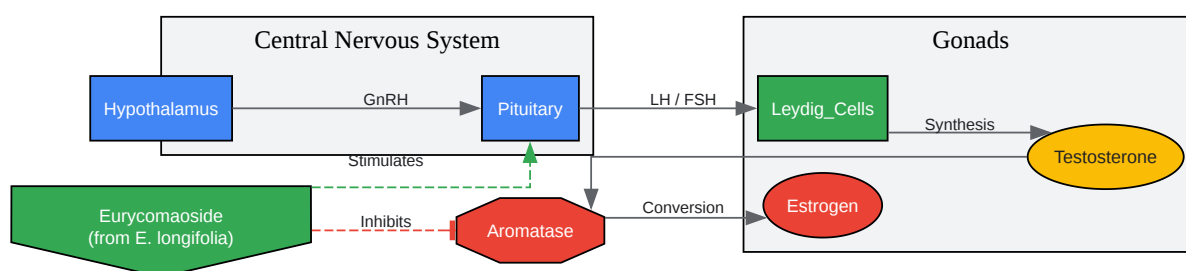 Central Nervous System
Gonads
Hypothalamus
GnRH
Pituitary
LH / FSH
Leydig_Cells
Synthesis
Testosterone
Stimulates
Eurycomaoside
(from E. longifolia)
Inhibits
Aromatase
Conversion
Estrogen